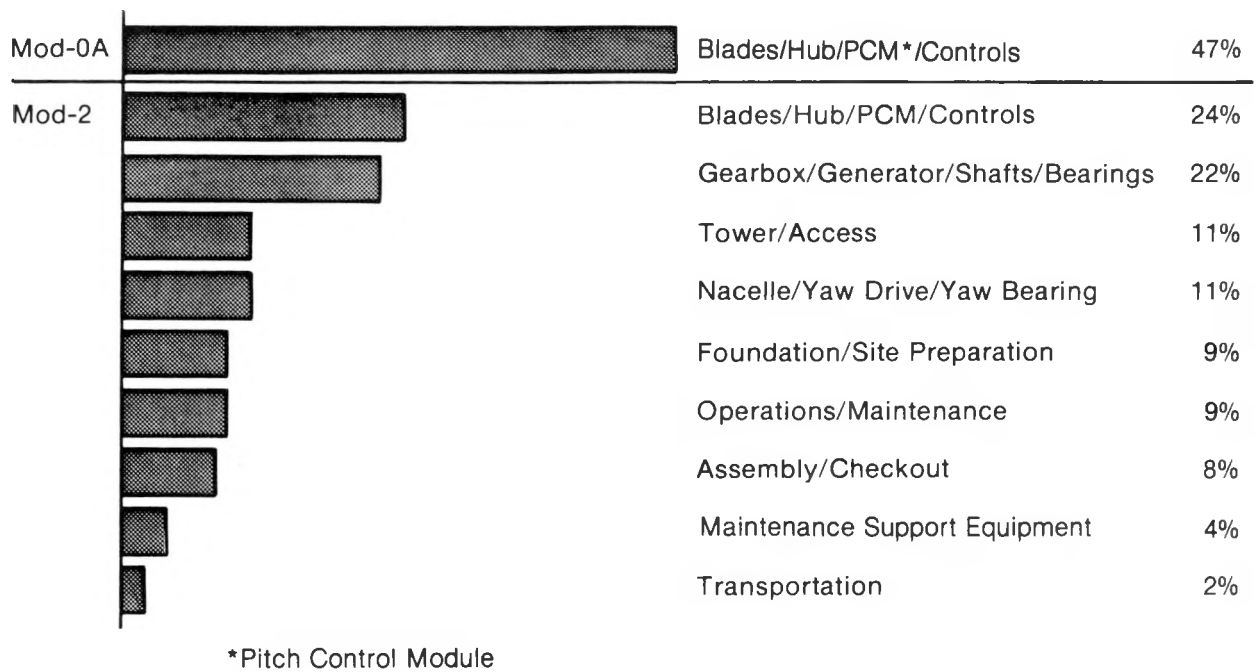 Mod-0A Blades/Hub/PCM*/Controls 47%
Mod-2 Blades/Hub/PCM/Controls 24%
Gearbox/Generator/Shafts/Bearings 22%
Tower/Access 11%
Nacelle/Yaw Drive/Yaw Bearing 11%
Foundation/Site Preparation 9%
Operations/Maintenance 9%
Assembly/Checkout 8%
Maintenance Support Equipment 4%
Transportation 2%
*Pitch Control Module